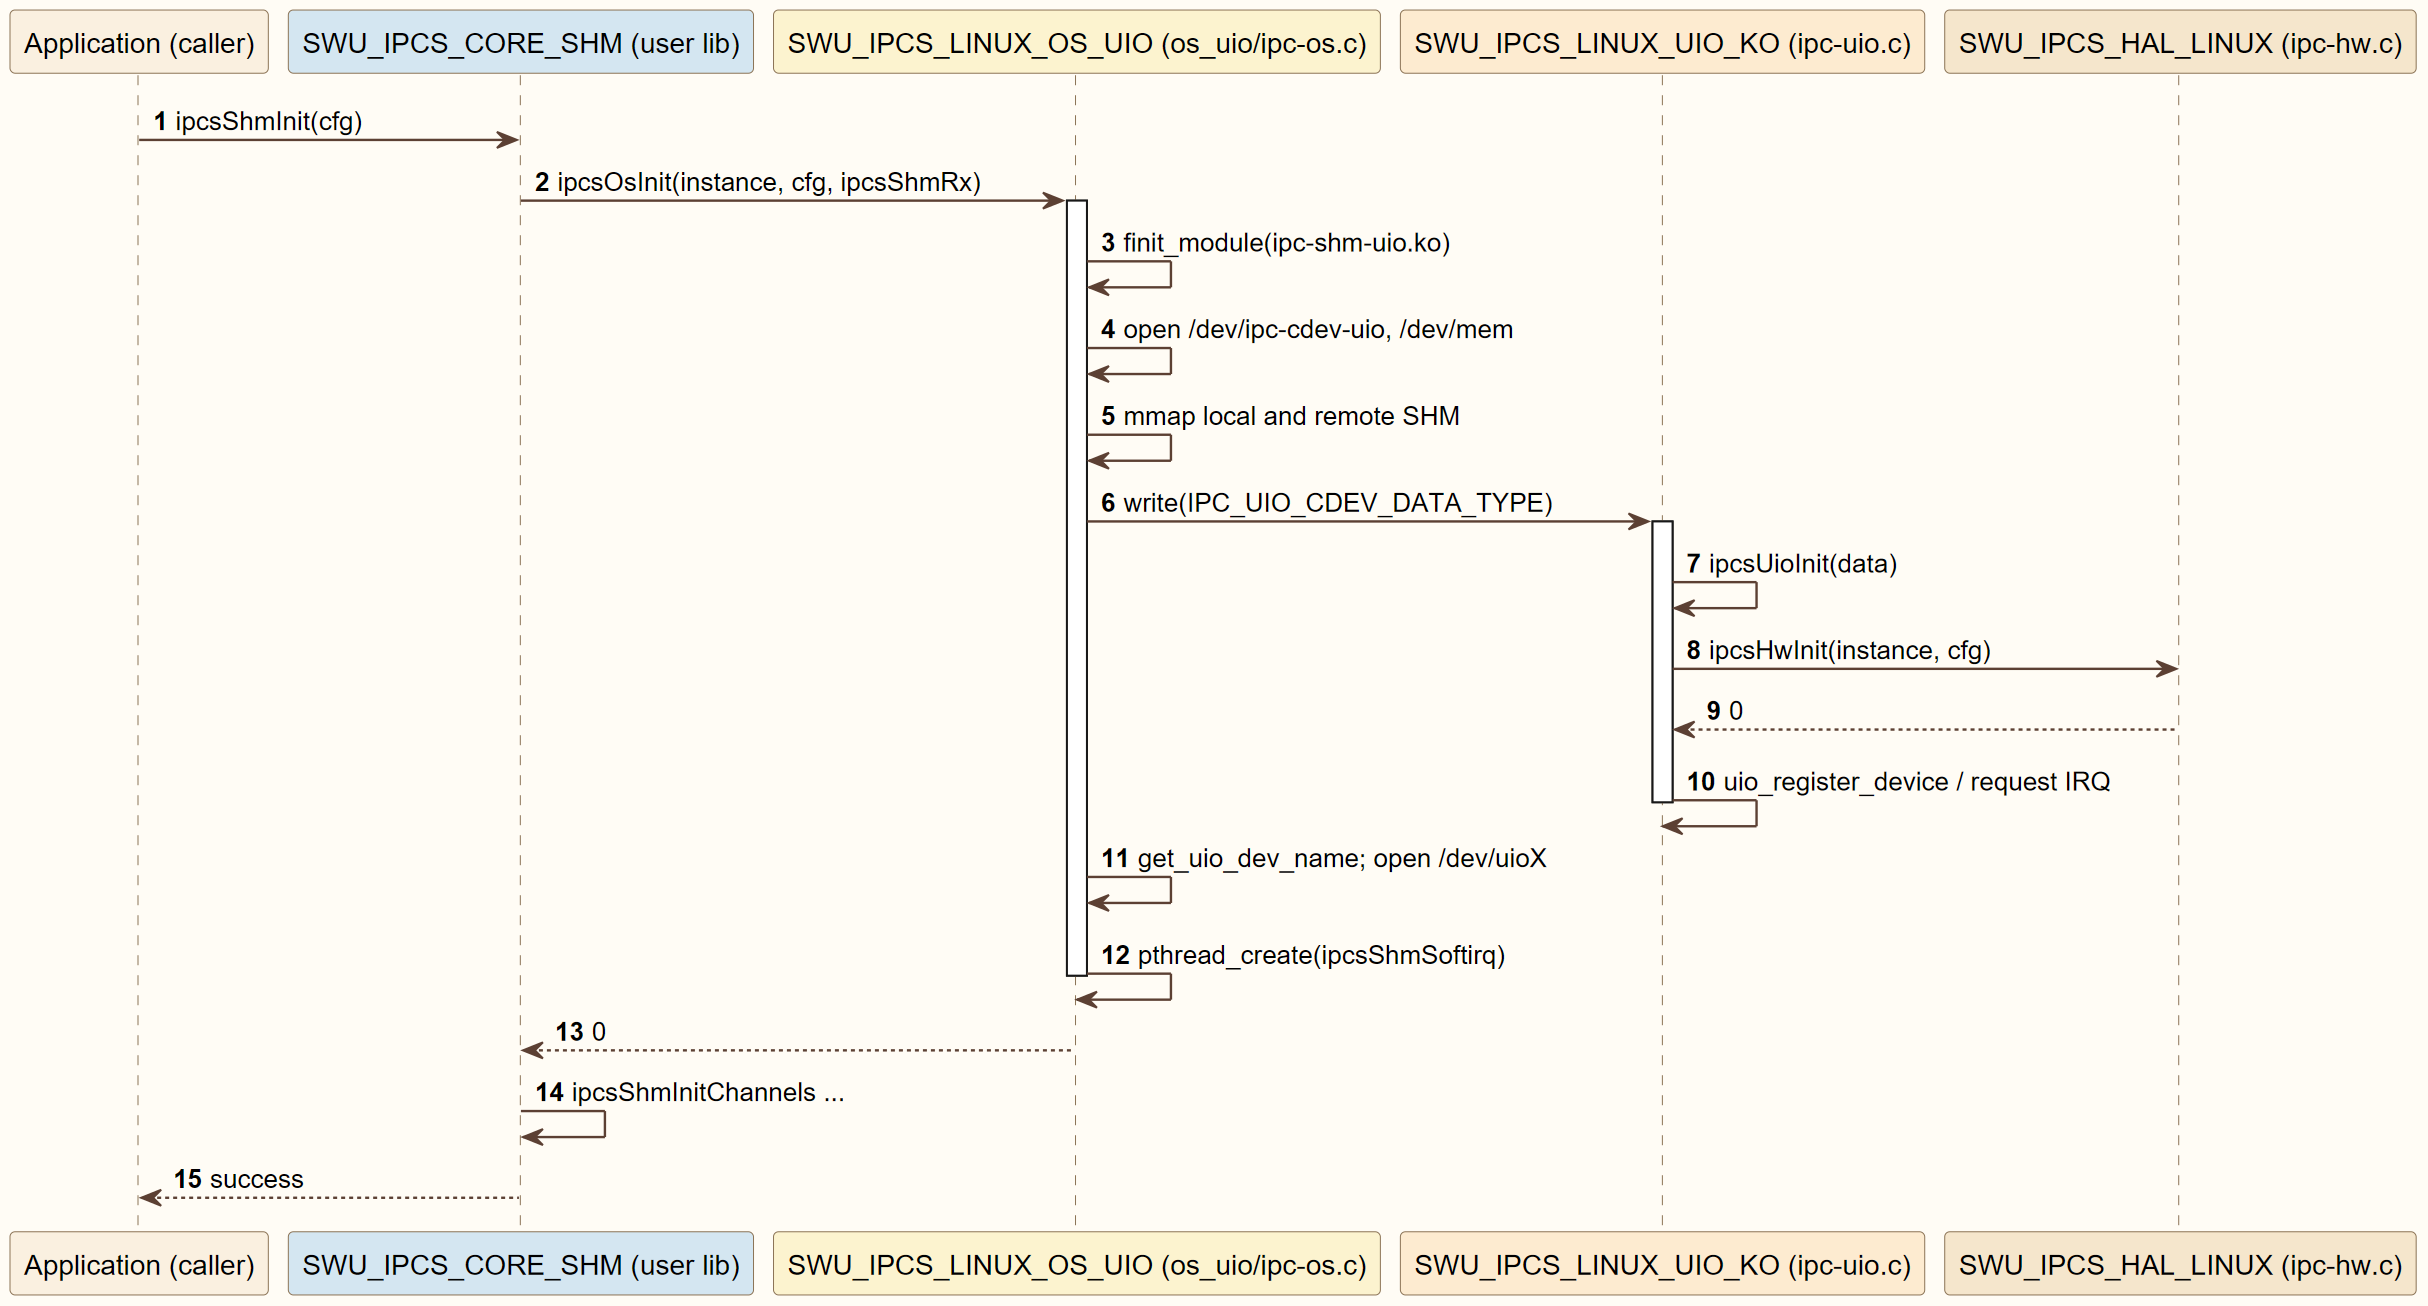 Application (caller)
SWU_IPCS_CORE_SHM (user lib)
SWU_IPCS_LINUX_OS_UIO (os_uio/ipc-os.c)
SWU_IPCS_LINUX_UIO_KO (ipc-uio.c)
SWU_IPCS_HAL_LINUX (ipc-hw.c)
1 ipcsShmInit(cfg)
2 ipcsOsInit(instance, cfg, ipcsShmRx)
3 finit_module(ipc-shm-uio.ko)
4 open /dev/ipc-cdev-uio, /dev/mem
5 mmap local and remote SHM
6 write(IPC_UIO_CDEV_DATA_TYPE)
7 ipcsUioInit(data)
8 ipcsHwInit(instance, cfg)
9 0
10 uio_register_device / request IRQ
11 get_uio_dev_name; open /dev/uioX
12 pthread_create(ipcsShmSoftirq)
13 0
14 ipcsShmInitChannels ...
15 success
Application (caller)
SWU_IPCS_CORE_SHM (user lib)
SWU_IPCS_LINUX_OS_UIO (os_uio/ipc-os.c)
SWU_IPCS_LINUX_UIO_KO (ipc-uio.c)
SWU_IPCS_HAL_LINUX (ipc-hw.c)